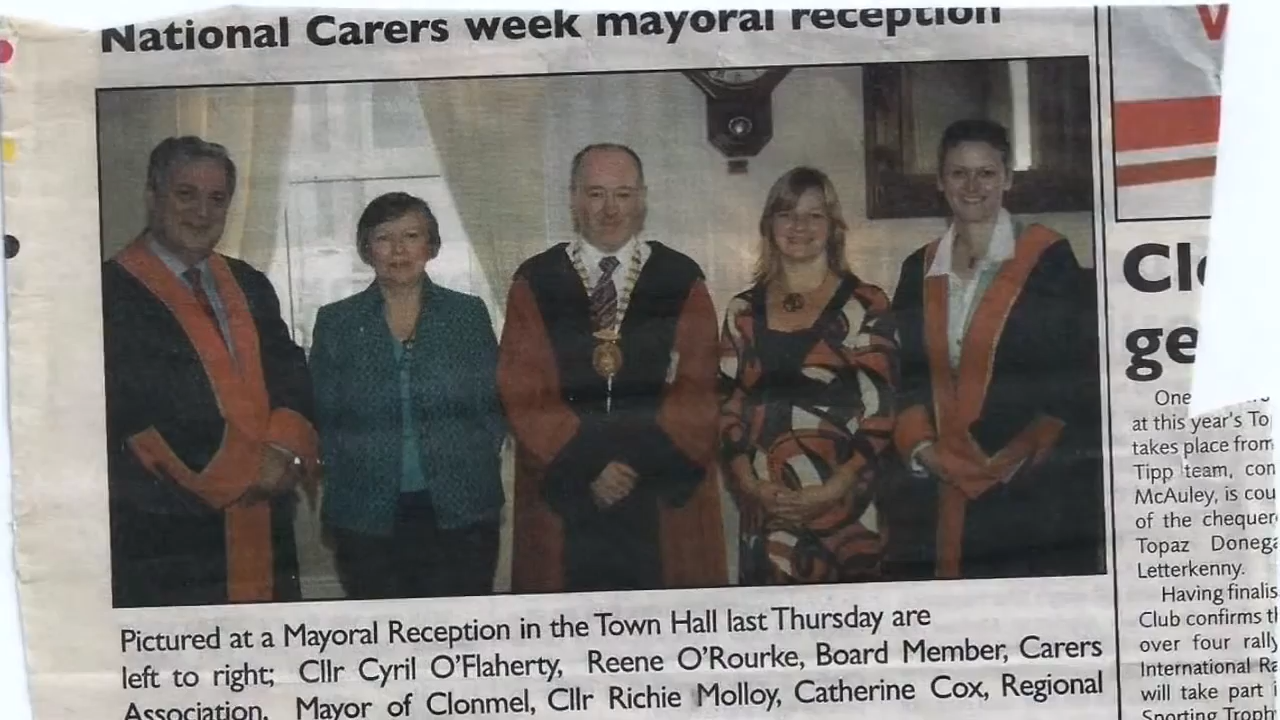 National Carers week mayoral reception
Pictured at a Mayoral Reception in the Town Hall last Thursday are
left to right; Cllr Cyril O'Flaherty, Reene O'Rourke, Board Member, Carers
Association, Mayor of Clonmel, Cllr Richie Molloy, Catherine Cox, Regional
Cl
ge
One
at this year's To
takes place from
Tipp team, con
McAuley, is cou
of the chequer
Topaz Donega
Letterkenny.
Having finalis
Club confirms t
over four rally
International Ra
will take part i
Sporting Troph